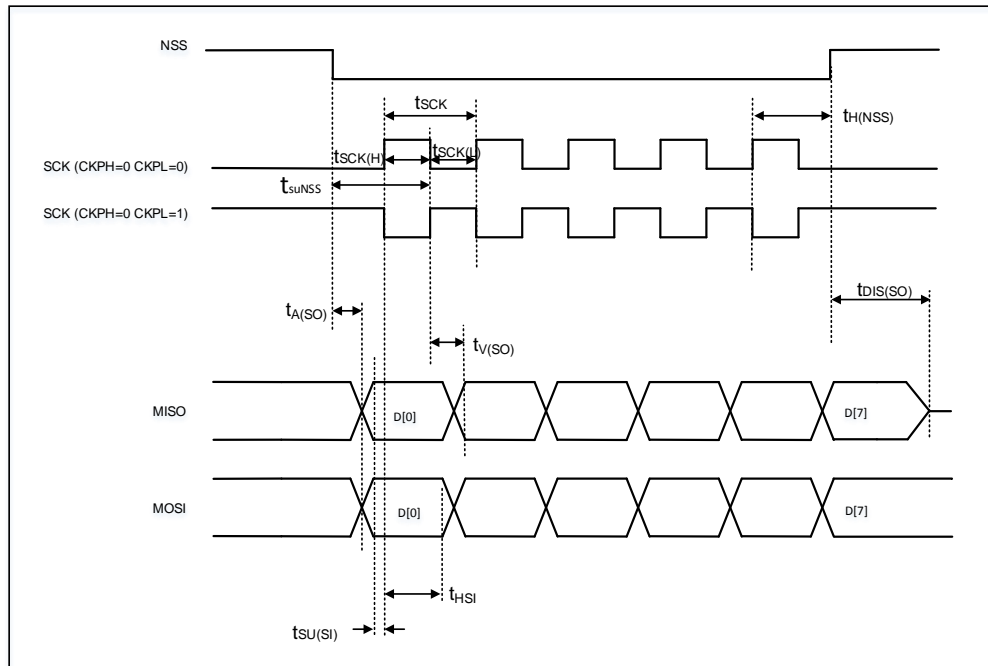 NSS
tSCK
tH(NSS)
tSCK(H)
tSCK(L)
SCK (CKPH=0 CKPL=0)
tsuNSS
SCK (CKPH=0 CKPL=1)
tDIS(SO)
tA(SO)
tV(SO)
MISO
D[0]
D[7]
MOSI
D[0]
D[7]
tHSI
tSU(SI)